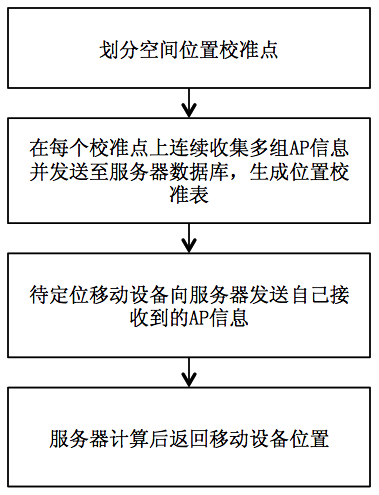 划分空间位置校准点
在每个校准点上连续收集多组AP信息
并发送至服务器数据库，生成位置校
准表
待定位移动设备向服务器发送自己接
收到的AP信息
服务器计算后返回移动设备位置